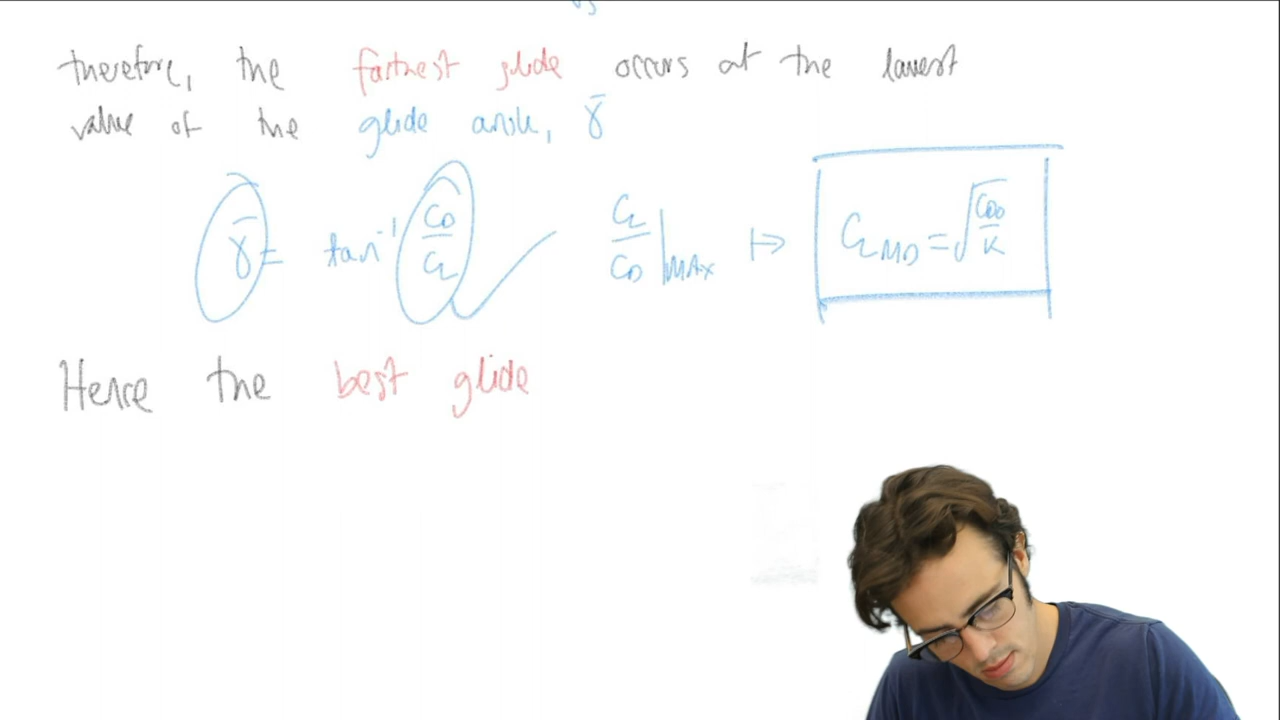 therefore, the farthest glide occurs at the lowest
value of the glide angle, γ̄
γ̄ = tan⁻¹ C_D/C_L ✓ C_L/C_D|MAX ↦ C_LMD = √(C_D0/K)
Hence the best glide